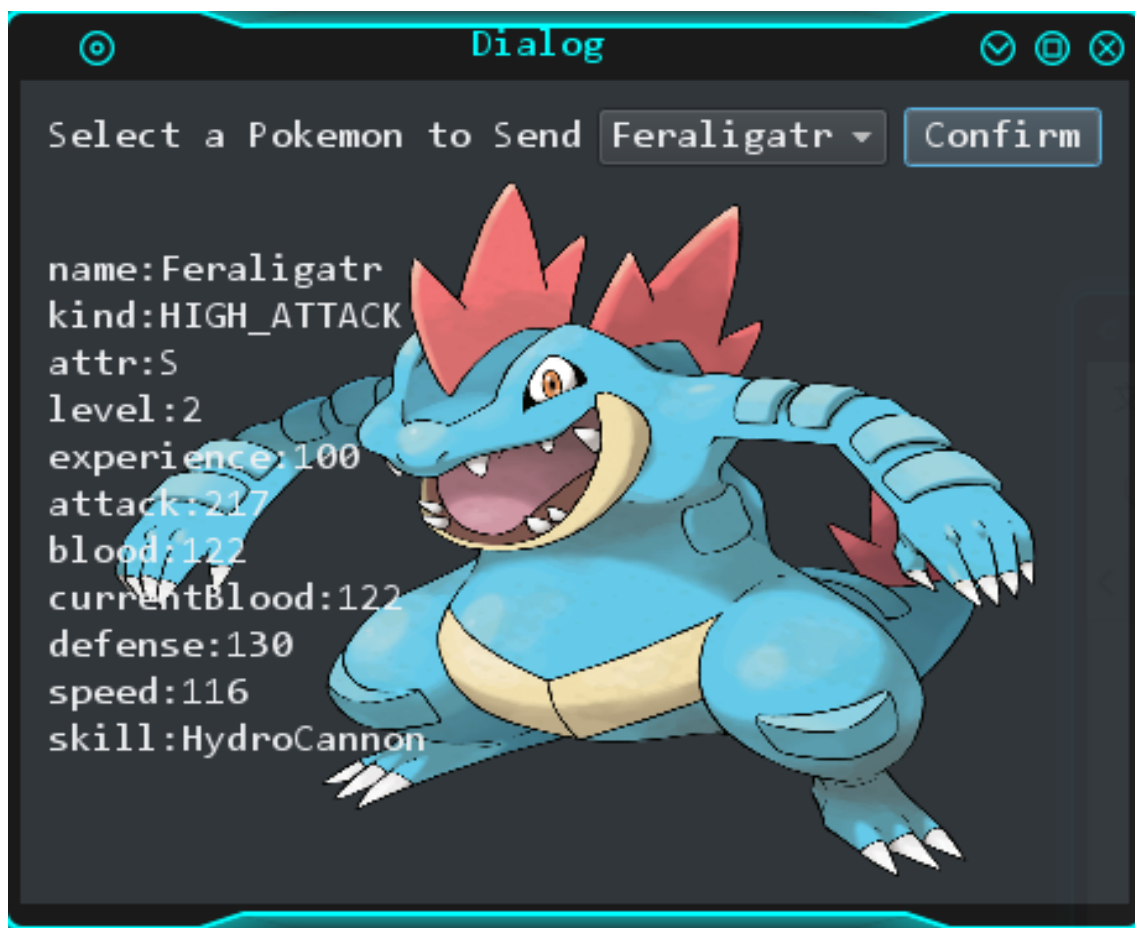 Dialog
Select a Pokemon to Send Feraligatr Confirm
name:Feraligatr
kind:HIGH_ATTACK
attr:S
level:2
experience:100
attack:217
blood:122
currentBlood:122
defense:130
speed:116
skill:HydroCannon